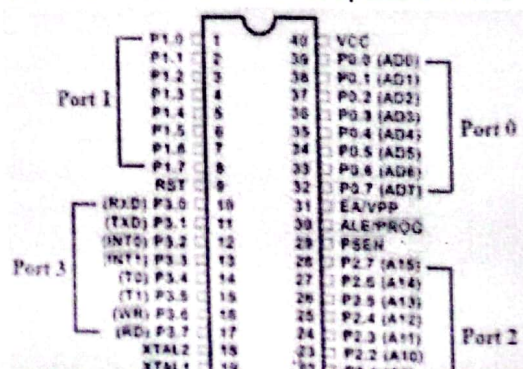 P1.0 1 40 VCC
P1.1 2 39 P0.0 (AD0)
P1.2 3 38 P0.1 (AD1)
P1.3 4 37 P0.2 (AD2)
Port 1 P1.4 5 36 P0.3 (AD3) Port 0
P1.5 6 35 P0.4 (AD4)
P1.6 7 34 P0.5 (AD5)
P1.7 8 33 P0.6 (AD6)
RST 9 32 P0.7 (AD7)
(RXD) P3.0 10 31 EA/VPP
(TXD) P3.1 11 30 ALE/PROG
(INT0) P3.2 12 29 PSEN
Port 3 (INT1) P3.3 13 28 P2.7 (A15)
(T0) P3.4 14 27 P2.6 (A14)
(T1) P3.5 15 26 P2.5 (A13)
(WR) P3.6 16 25 P2.4 (A12)
(RD) P3.7 17 24 P2.3 (A11) Port 2
XTAL2 18 23 P2.2 (A10)
XTAL1 19